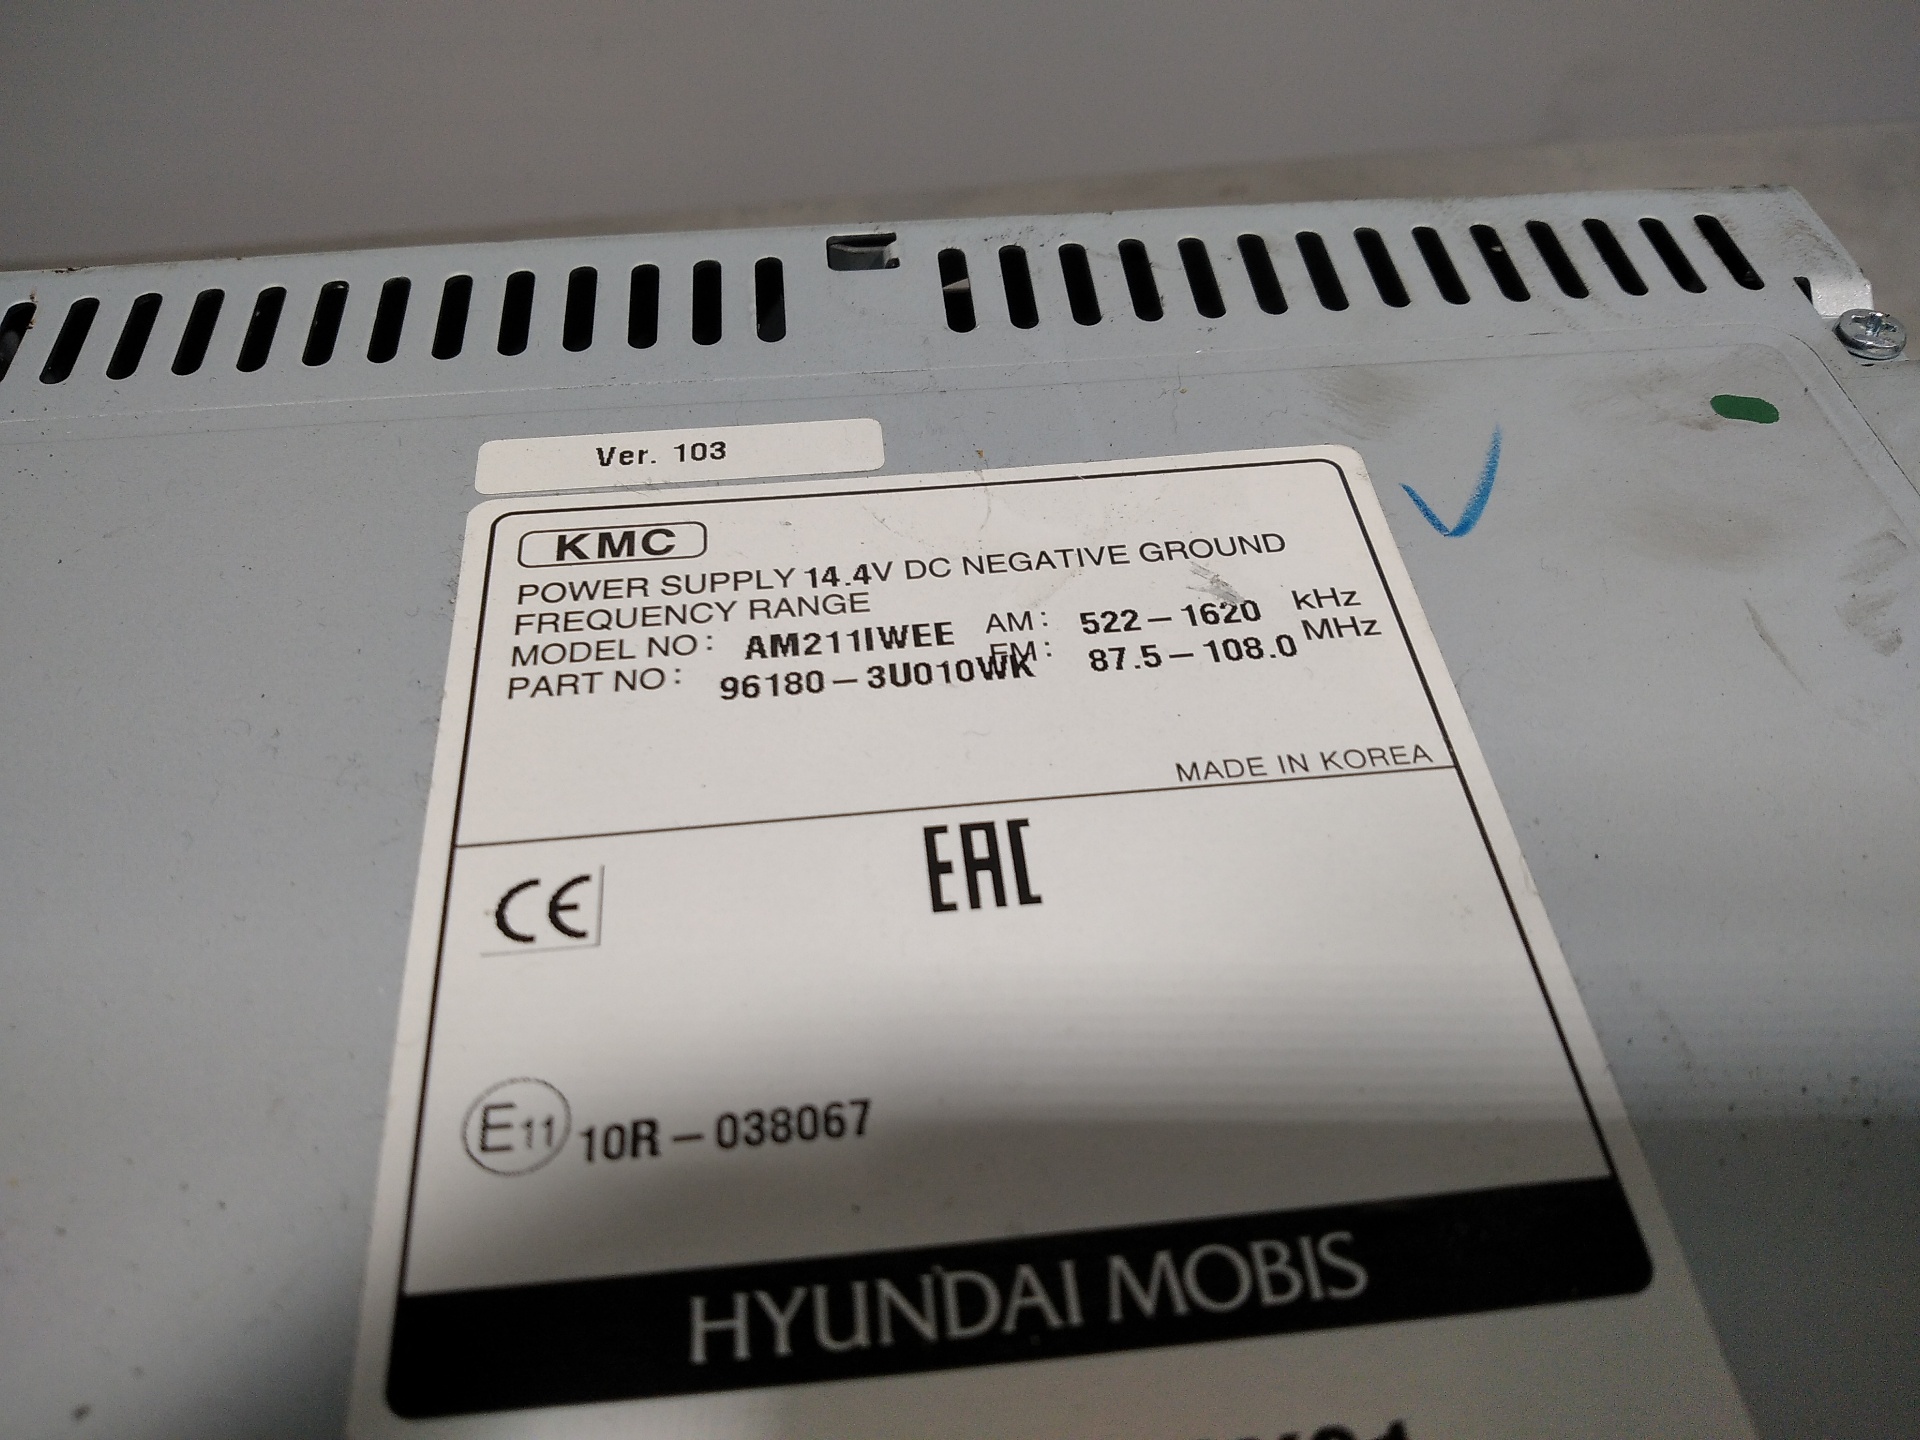 Ver. 103
KMC
POWER SUPPLY 14.4V DC NEGATIVE GROUND
FREQUENCY RANGE
MODEL NO: AM211IWEE AM: 522-1620 kHz
PART NO: 96180-3U010WK FM: 87.5-108.0 MHz
MADE IN KOREA
CE EAC
E11 10R-038067
HYUNDAI MOBIS